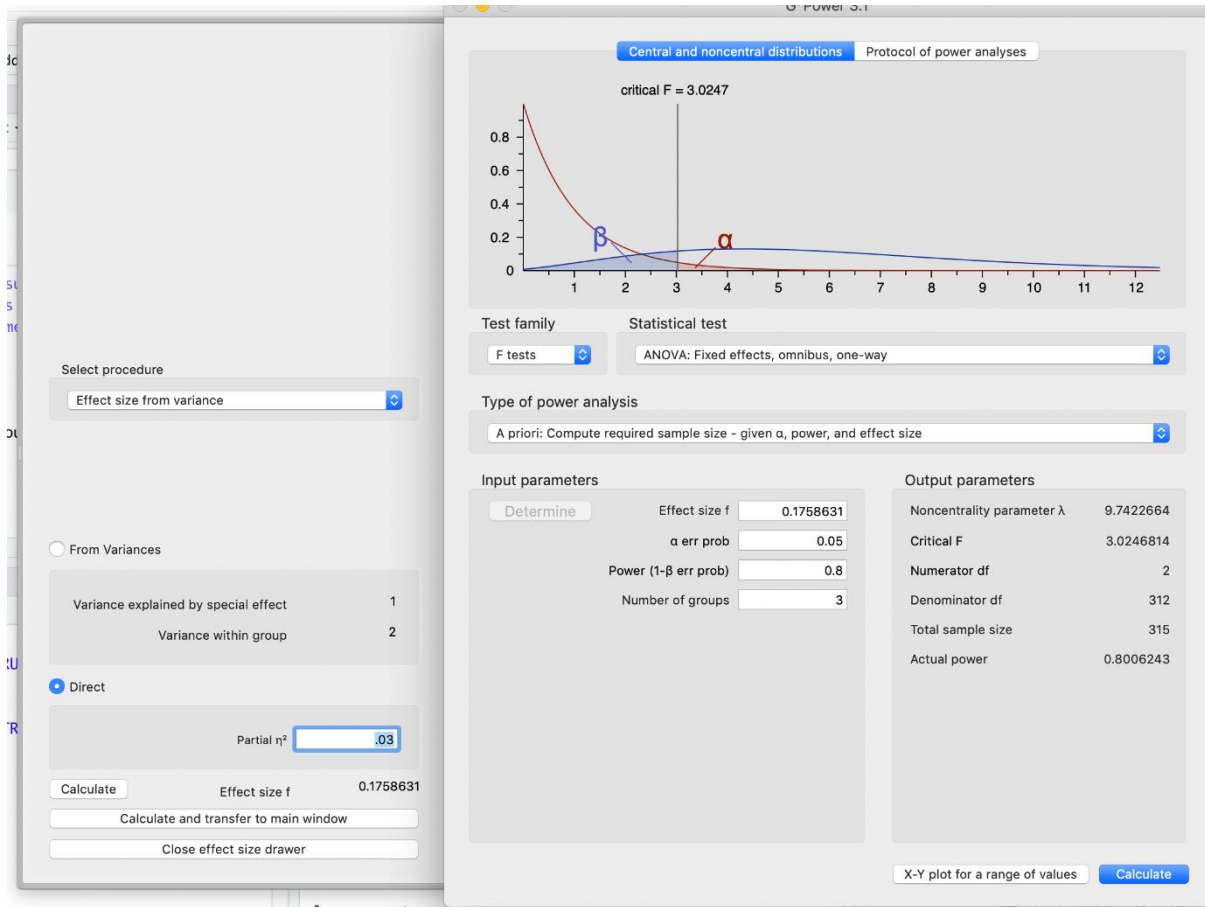 G*Power 3.1
Central and noncentral distributions Protocol of power analyses
critical F = 3.0247
0.8
0.6
0.4
0.2
0
β
α
1 2 3 4 5 6 7 8 9 10 11 12
Test family Statistical test
F tests ANOVA: Fixed effects, omnibus, one-way
Type of power analysis
A priori: Compute required sample size - given α, power, and effect size
Input parameters
Determine
Effect size f 0.1758631
α err prob 0.05
Power (1-β err prob) 0.8
Number of groups 3
Output parameters
Noncentrality parameter λ 9.7422664
Critical F 3.0246814
Numerator df 2
Denominator df 312
Total sample size 315
Actual power 0.8006243
X-Y plot for a range of values Calculate
Select procedure
Effect size from variance
From Variances
Variance explained by special effect 1
Variance within group 2
Direct
Partial η² .03
Calculate Effect size f 0.1758631
Calculate and transfer to main window
Close effect size drawer